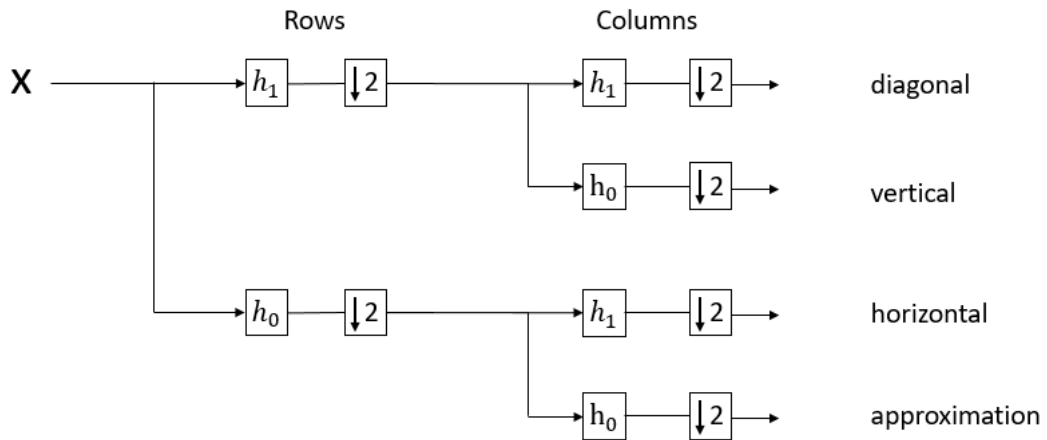 Rows Columns
X h₁ ↓2 h₁ ↓2 diagonal
h₀ ↓2 vertical
h₀ ↓2 h₁ ↓2 horizontal
h₀ ↓2 approximation